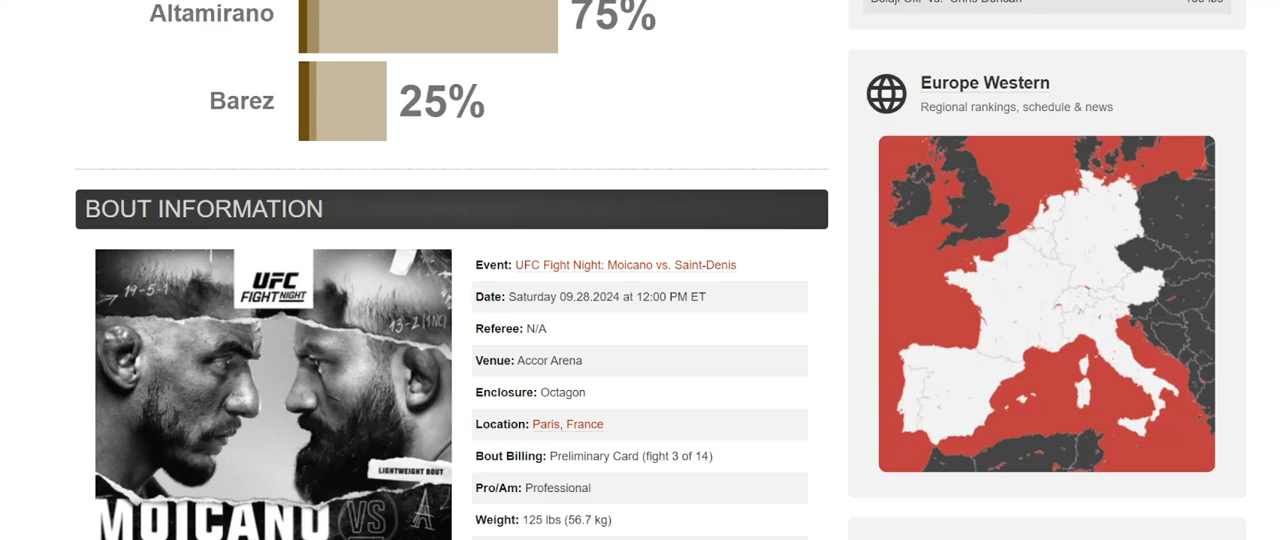 Altamirano
75%
Barez
25%
BOUT INFORMATION
UFC
FIGHT NIGHT
19-5-1
13-2 (1NC)
LIGHTWEIGHT BOUT
MOICANO VS
Event: UFC Fight Night: Moicano vs. Saint-Denis
Date: Saturday 09.28.2024 at 12:00 PM ET
Referee: N/A
Venue: Accor Arena
Enclosure: Octagon
Location: Paris, France
Bout Billing: Preliminary Card (fight 3 of 14)
Pro/Am: Professional
Weight: 125 lbs (56.7 kg)
Europe Western
Regional rankings, schedule & news